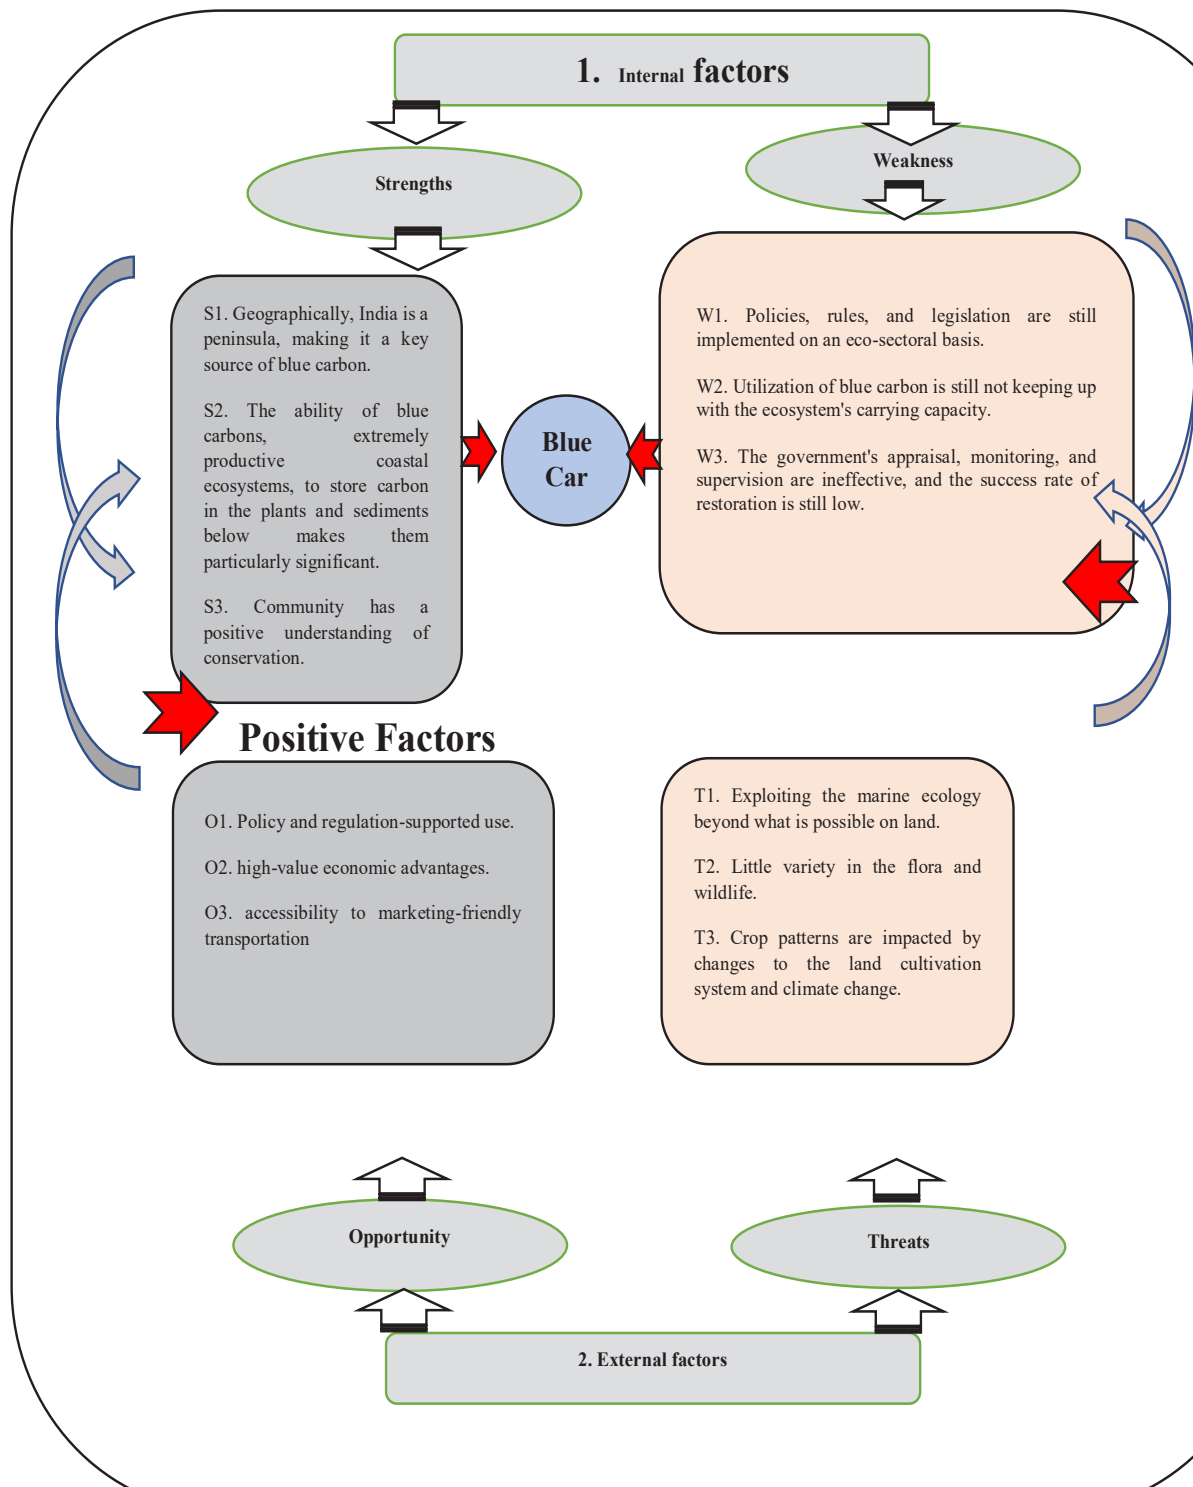 1. Internal factors
Strengths
Weakness
S1. Geographically, India is a
peninsula, making it a key
source of blue carbon.
S2. The ability of blue
carbons, extremely
productive coastal
ecosystems, to store carbon
in the plants and sediments
below makes them
particularly significant.
S3. Community has a
positive understanding of
conservation.
Blue
Car
W1. Policies, rules, and legislation are still
implemented on an eco-sectoral basis.
W2. Utilization of blue carbon is still not keeping up
with the ecosystem's carrying capacity.
W3. The government's appraisal, monitoring, and
supervision are ineffective, and the success rate of
restoration is still low.
Positive Factors
O1. Policy and regulation-supported use.
O2. high-value economic advantages.
O3. accessibility to marketing-friendly
transportation
T1. Exploiting the marine ecology
beyond what is possible on land.
T2. Little variety in the flora and
wildlife.
T3. Crop patterns are impacted by
changes to the land cultivation
system and climate change.
Opportunity
Threats
2. External factors